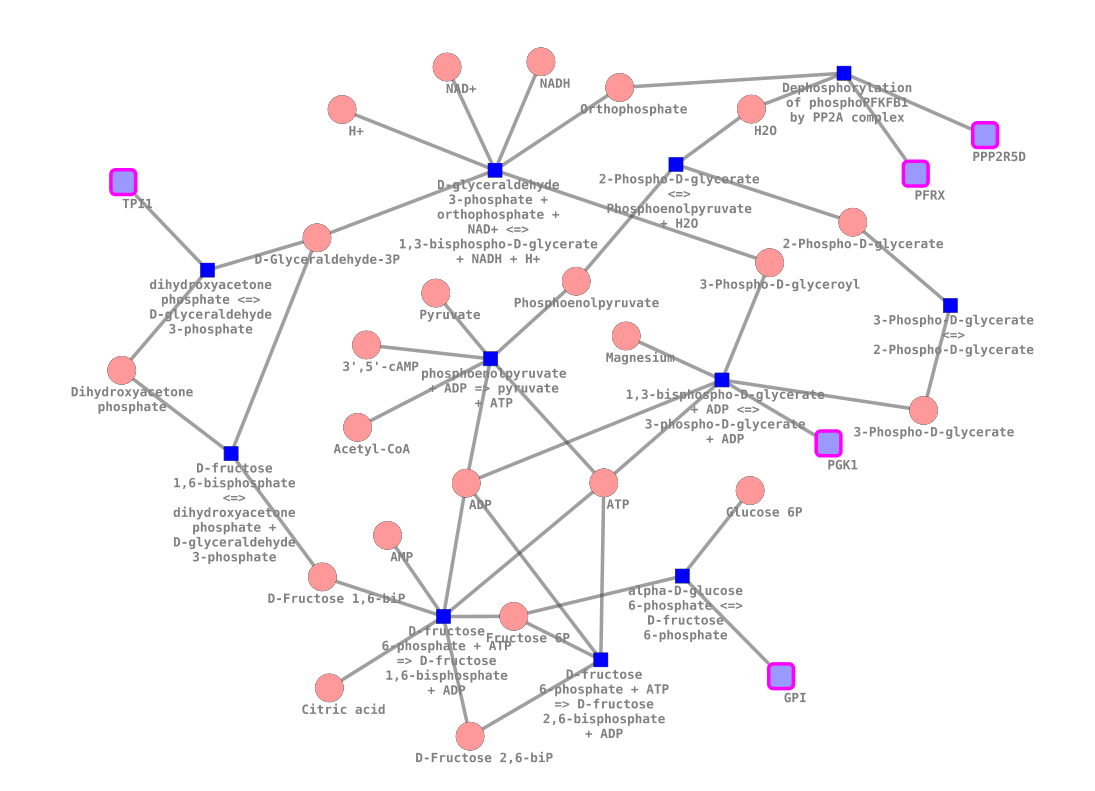 NAD+
NADH
Orthophosphate
H+
Dephosphorylation
of phosphoPFKFB1
by PP2A complex
H2O
PPP2R5D
PFRX
TPI1
D-glyceraldehyde
3-phosphate +
orthophosphate +
NAD+ <=>
1,3-bisphospho-D-glycerate
+ NADH + H+
2-Phospho-D-glycerate
<=>
Phosphoenolpyruvate
+ H2O
2-Phospho-D-glycerate
D-Glyceraldehyde-3P
dihydroxyacetone
phosphate <=>
D-glyceraldehyde
3-phosphate
3-Phospho-D-glyceroyl
Phosphoenolpyruvate
Pyruvate
3-Phospho-D-glycerate
<=>
2-Phospho-D-glycerate
Magnesium
3',5'-cAMP
phosphoenolpyruvate
+ ADP => pyruvate
+ ATP
Dihydroxyacetone
phosphate
1,3-bisphospho-D-glycerate
+ ADP <=>
3-phospho-D-glycerate
+ ADP
3-Phospho-D-glycerate
Acetyl-CoA
PGK1
D-fructose
1,6-bisphosphate
<=>
dihydroxyacetone
phosphate +
D-glyceraldehyde
3-phosphate
ADP
ATP
Glucose 6P
AMP
D-Fructose 1,6-biP
alpha-D-glucose
6-phosphate <=>
D-fructose
6-phosphate
D-fructose
6-phosphate + ATP
=> D-fructose
1,6-bisphosphate
+ ADP
Fructose 6P
D-fructose
6-phosphate + ATP
=> D-fructose
2,6-bisphosphate
+ ADP
GPI
Citric acid
D-Fructose 2,6-biP